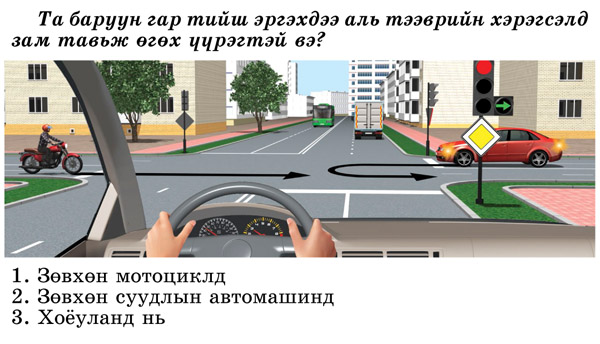 Та баруун гар тийш эргэхдээ аль тээврийн хэрэгсэлд
зам тавьж өгөх үүрэгтэй вэ?
1. Зөвхөн мотоциклд
2. Зөвхөн суудлын автомашинд
3. Хоёуланд нь